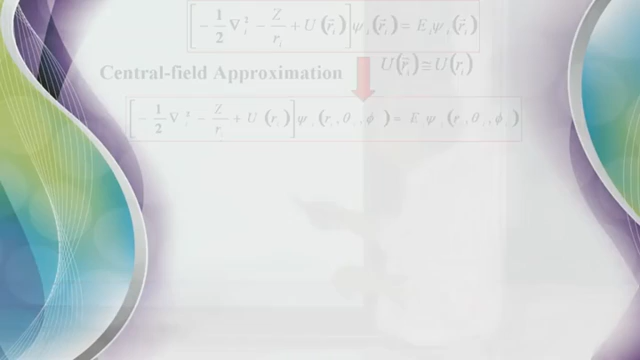 [-1/2 ∇ᵢ² - Z/rᵢ + U(r⃗ᵢ)]ψᵢ(r⃗ᵢ) = Eᵢψᵢ(r⃗ᵢ)
Central-field Approximation U(r⃗ᵢ) ≅ U(rᵢ)
[-1/2 ∇ᵢ² - Z/rᵢ + U(rᵢ)]ψᵢ(rᵢ,θᵢ,ϕᵢ) = Eᵢψᵢ(rᵢ,θᵢ,ϕᵢ)